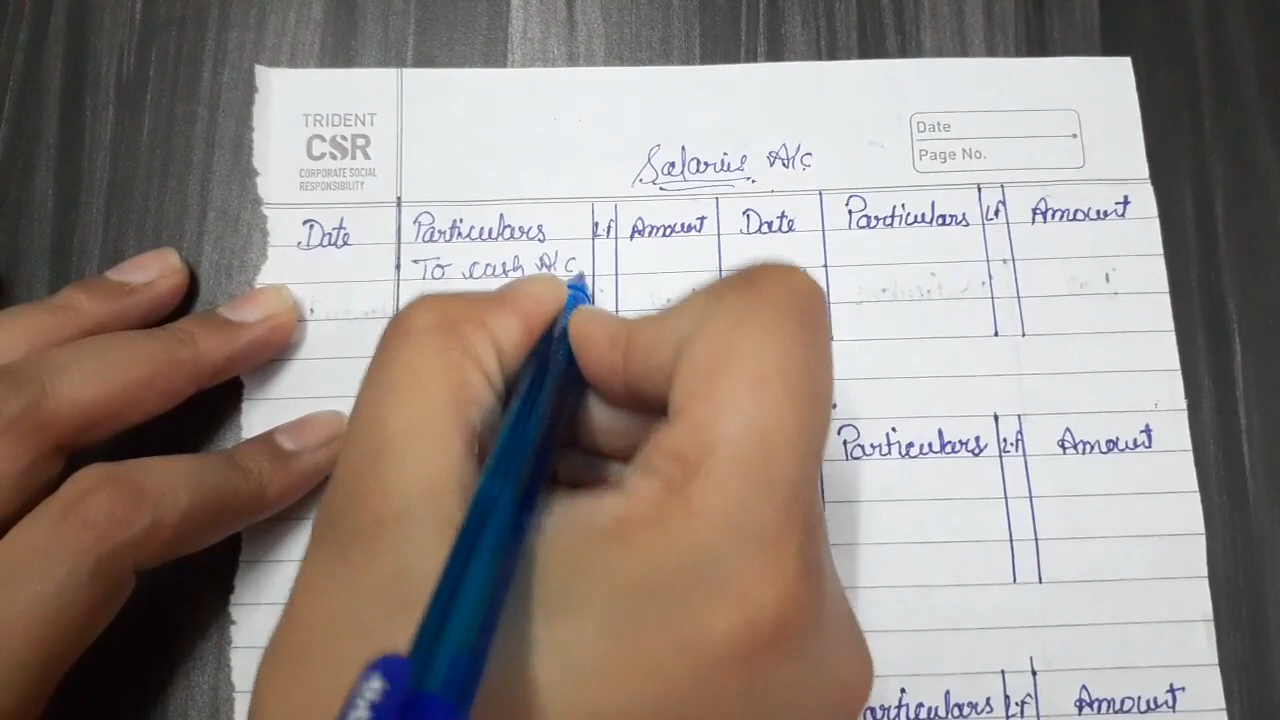 TRIDENT
CSR
CORPORATE SOCIAL
RESPONSIBILITY
Date
Page No.
Salaries A/c
Date Particulars L.f Amount Date Particulars L.f Amount
To cash A/c
Particulars L.f Amount
articulars L.f Amount